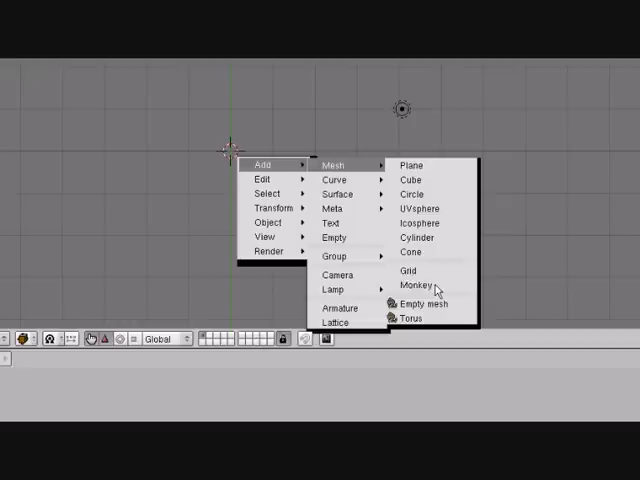 Add
Edit
Select
Transform
Object
View
Render
Mesh
Curve
Surface
Meta
Text
Empty
Group
Camera
Lamp
Armature
Lattice
Plane
Cube
Circle
UVsphere
Icosphere
Cylinder
Cone
Grid
Monkey
Empty mesh
Torus
Global